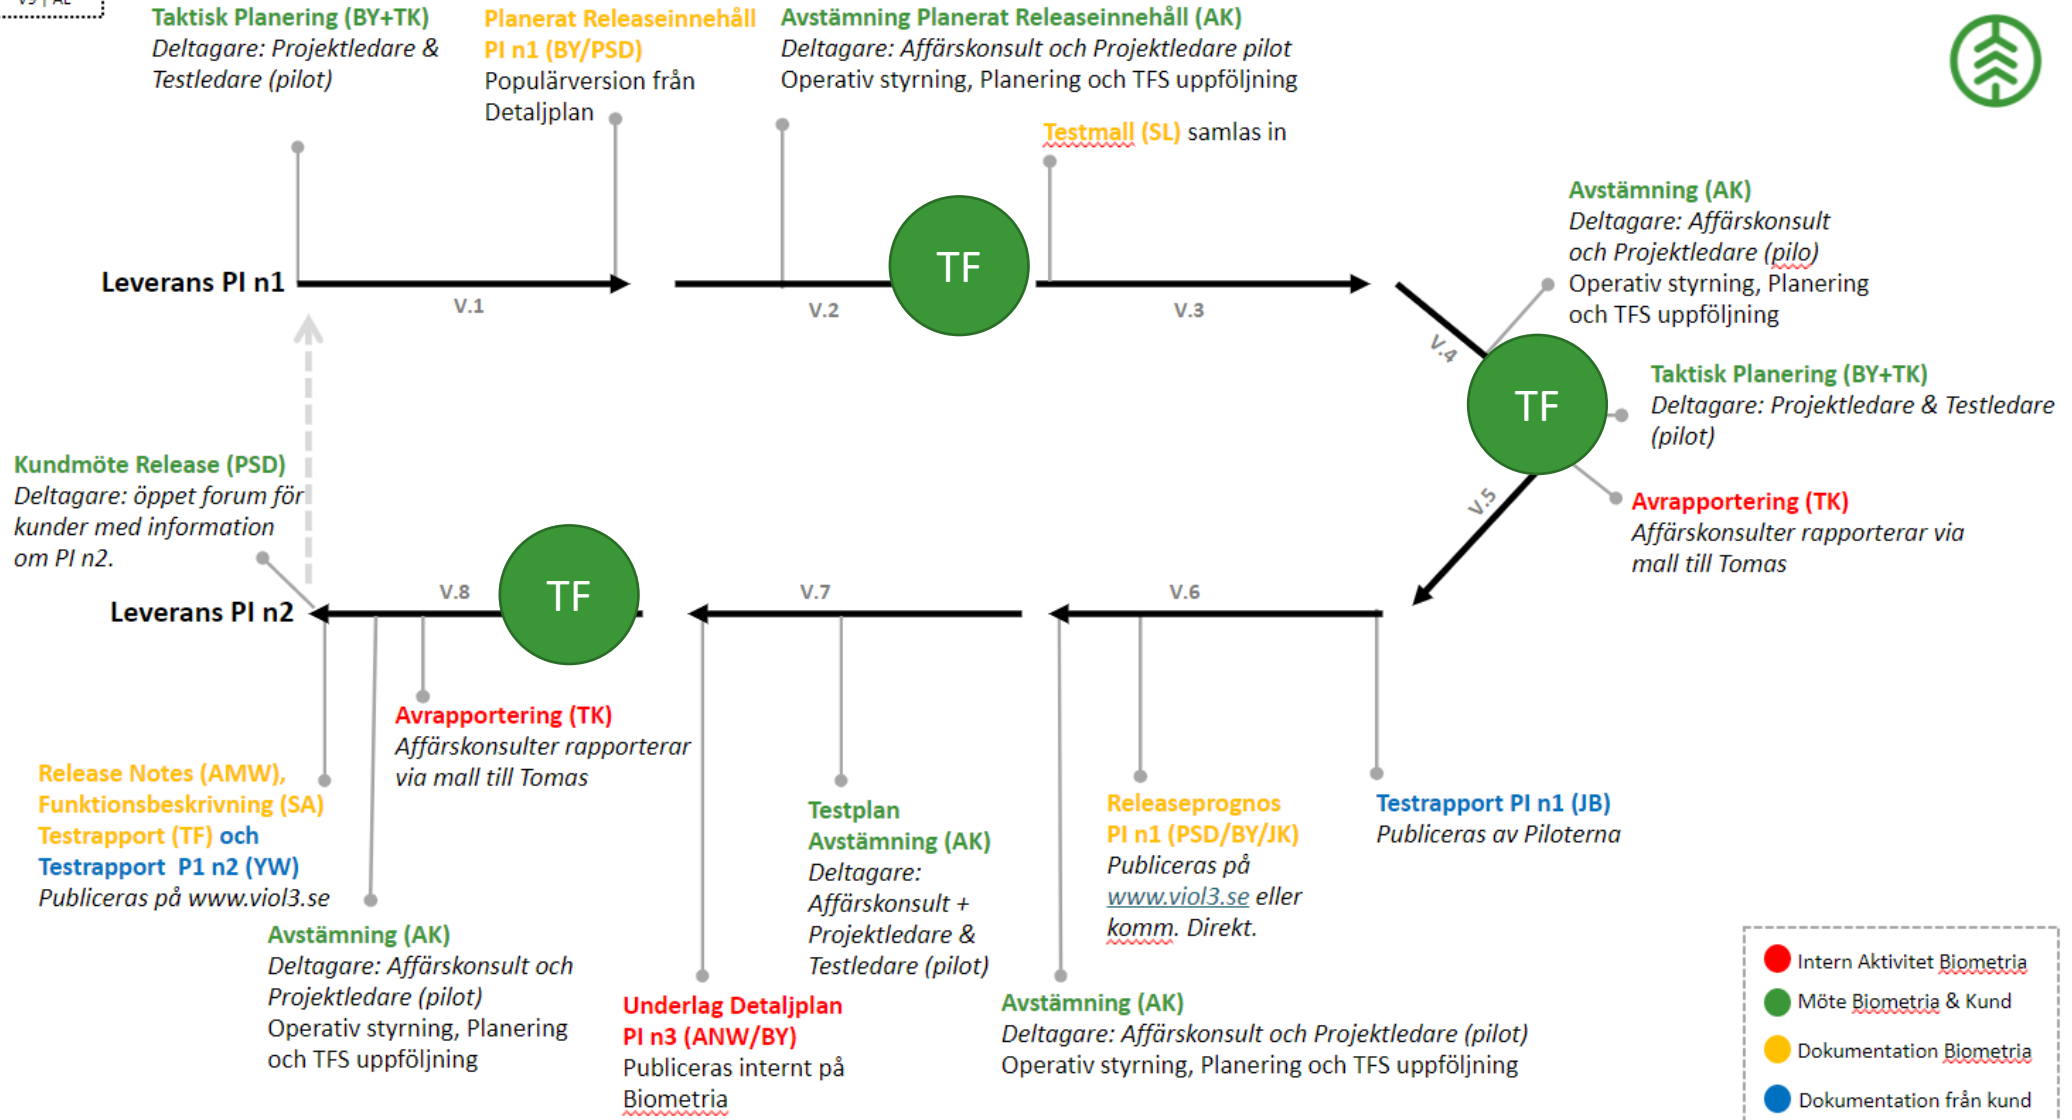 V5 | AL
Taktisk Planering (BY+TK)
Deltagare: Projektledare &
Testledare (pilot)
Planerat Releaseinnehåll
PI n1 (BY/PSD)
Populärversion från
Detaljplan
Avstämning Planerat Releaseinnehåll (AK)
Deltagare: Affärskonsult och Projektledare pilot
Operativ styrning, Planering och TFS uppföljning
Testmall (SL) samlas in
Avstämning (AK)
Deltagare: Affärskonsult
och Projektledare (pilo)
Operativ styrning, Planering
och TFS uppföljning
Leverans PI n1
V.1
V.2
TF
V.3
V.4
TF
Taktisk Planering (BY+TK)
Deltagare: Projektledare & Testledare
(pilot)
V.5
Avrapportering (TK)
Affärskonsulter rapporterar via
mall till Tomas
Kundmöte Release (PSD)
Deltagare: öppet forum för
kunder med information
om PI n2.
Leverans PI n2
V.8
TF
V.7
V.6
Avrapportering (TK)
Affärskonsulter rapporterar
via mall till Tomas
Release Notes (AMW),
Funktionsbeskrivning (SA)
Testrapport (TF) och
Testrapport P1 n2 (YW)
Publiceras på www.viol3.se
Avstämning (AK)
Deltagare: Affärskonsult och
Projektledare (pilot)
Operativ styrning, Planering
och TFS uppföljning
Underlag Detaljplan
PI n3 (ANW/BY)
Publiceras internt på
Biometria
Testplan
Avstämning (AK)
Deltagare:
Affärskonsult +
Projektledare &
Testledare (pilot)
Releaseprognos
PI n1 (PSD/BY/JK)
Publiceras på
www.viol3.se eller
komm. Direkt.
Testrapport PI n1 (JB)
Publiceras av Piloterna
Avstämning (AK)
Deltagare: Affärskonsult och Projektledare (pilot)
Operativ styrning, Planering och TFS uppföljning
Intern Aktivitet Biometria
Möte Biometria & Kund
Dokumentation Biometria
Dokumentation från kund